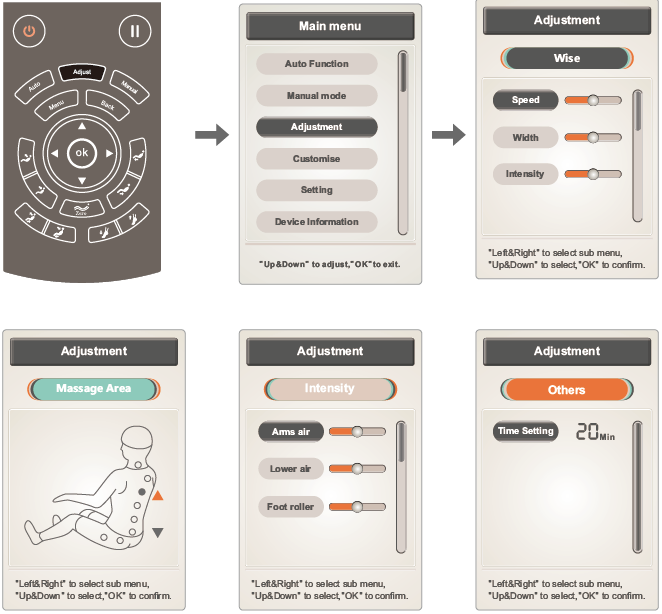 Adjust
Auto
Manual
Menu
Back
ok
Zero
Main menu
Auto Function
Manual mode
Adjustment
Customise
Setting
Device Information
"Up&Down" to adjust,"OK"to exit.
Adjustment
Wise
Speed
Width
Intensity
"Left&Right" to select sub menu,
"Up&Down" to select,"OK" to confirm.
Adjustment
Massage Area
"Left&Right" to select sub menu,
"Up&Down" to select,"OK" to confirm.
Adjustment
Intensity
Arms air
Lower air
Foot roller
"Left&Right" to select sub menu,
"Up&Down" to select,"OK" to confirm.
Adjustment
Others
Time Setting 20Min
"Left&Right" to select sub menu,
"Up&Down" to select,"OK" to confirm.